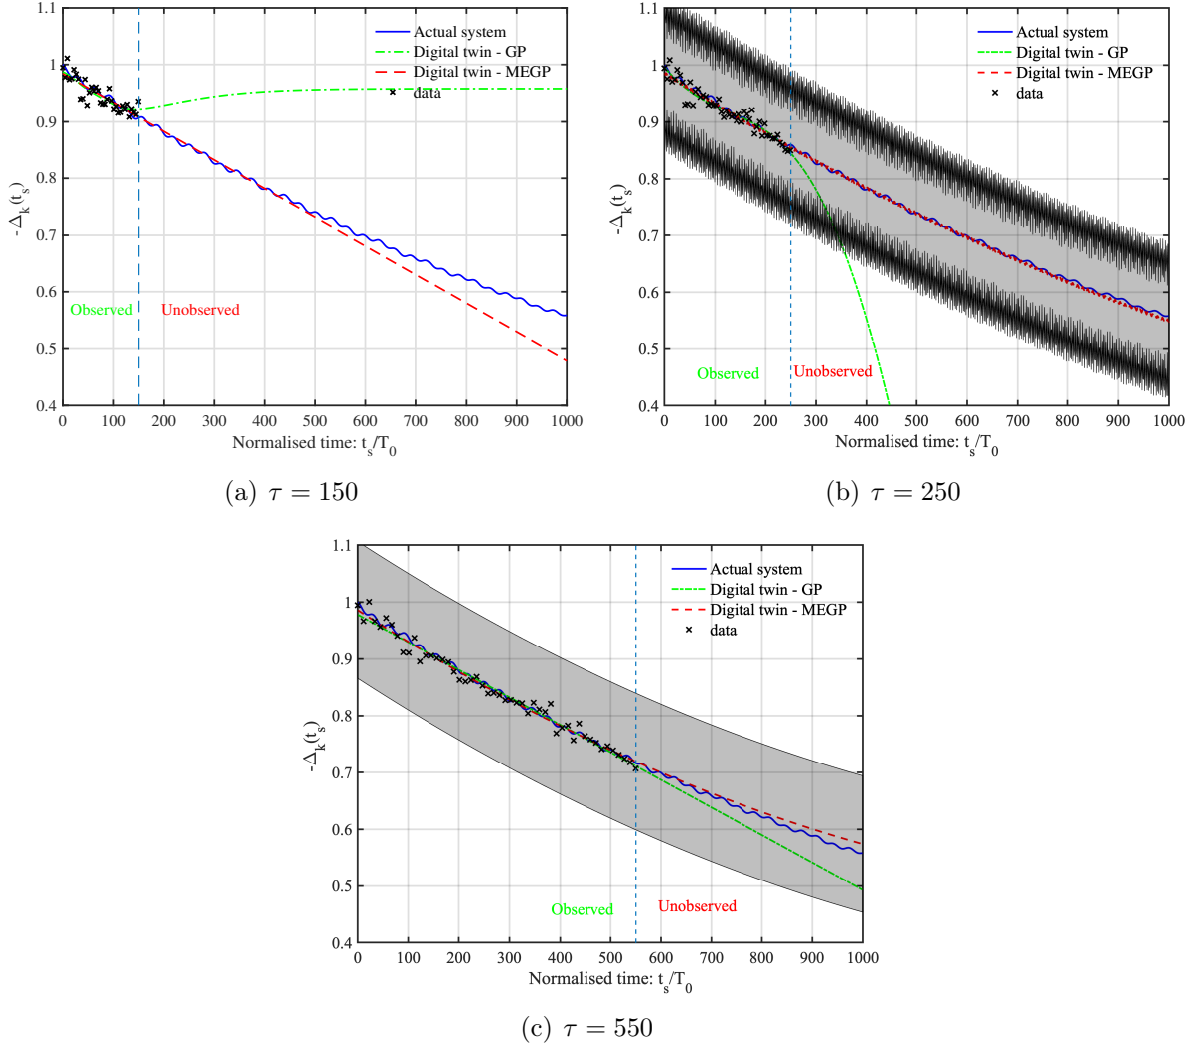 1.1
1
0.9
0.8
0.7
0.6
0.5
0.4
-Δk(ts)
Actual system
Digital twin - GP
Digital twin - MEGP
data
Observed
Unobserved
0 100 200 300 400 500 600 700 800 900 1000
Normalised time: ts/T0
(a) τ = 150
1.1
1
0.9
0.8
0.7
0.6
0.5
0.4
-Δk(ts)
Actual system
Digital twin - GP
Digital twin - MEGP
data
Observed
Unobserved
0 100 200 300 400 500 600 700 800 900 1000
Normalised time: ts/T0
(b) τ = 250
1.1
1
0.9
0.8
0.7
0.6
0.5
0.4
-Δk(ts)
Actual system
Digital twin - GP
Digital twin - MEGP
data
Observed
Unobserved
0 100 200 300 400 500 600 700 800 900 1000
Normalised time: ts/T0
(c) τ = 550